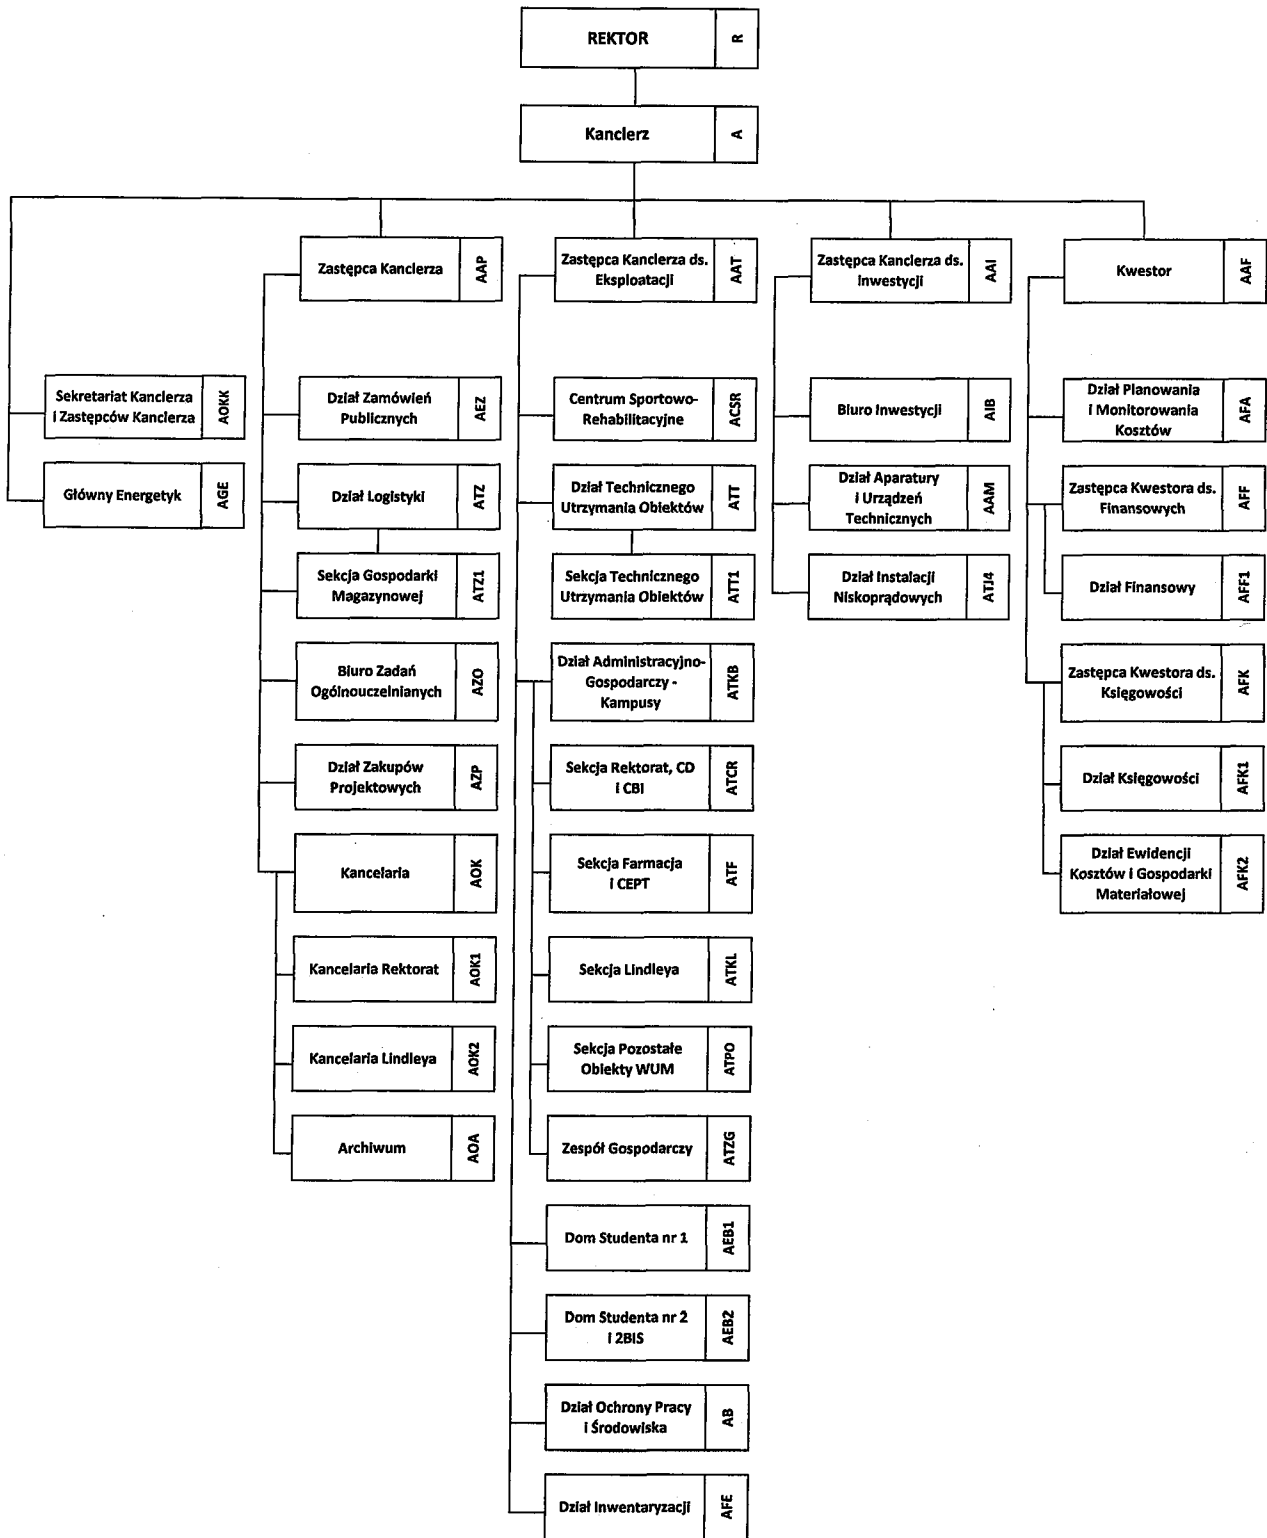 REKTOR
R
Kanclerz
A
Zastępca Kanclerza
AAP
Zastępca Kanclerza ds.
Eksploatacji
AAT
Zastępca Kanclerza ds.
Inwestycji
AAI
Kwestor
AAF
Sekretariat Kanclerza
i Zastępców Kanclerza
AOKK
Główny Energetyk
AGE
Dział Zamówień
Publicznych
AEZ
Dział Logistyki
ATZ
Sekcja Gospodarki
Magazynowej
ATZ1
Biuro Zadań
Ogólnouczelnianych
AZO
Dział Zakupów
Projektowych
AZP
Kancelaria
AOK
Kancelaria Rektorat
AOK1
Kancelaria Lindleya
AOK2
Archiwum
AOA
Centrum Sportowo-
Rehabilitacyjne
ACSR
Dział Technicznego
Utrzymania Obiektów
ATT
Sekcja Technicznego
Utrzymania Obiektów
ATT1
Dział Administracyjno-
Gospodarczy -
Kampusy
ATKB
Sekcja Rektorat, CD
i CBI
ATCR
Sekcja Farmacja
i CEPT
ATF
Sekcja Lindleya
ATKL
Sekcja Pozostałe
Obiekty WUM
ATPO
Zespół Gospodarczy
ATZG
Dom Studenta nr 1
AEB1
Dom Studenta nr 2
i 2BIS
AEB2
Dział Ochrony Pracy
i Środowiska
AB
Dział Inwentaryzacji
AFE
Biuro Inwestycji
AIB
Dział Aparatury
i Urządzeń
Technicznych
AAM
Dział Instalacji
Niskoprądowych
ATJ4
Dział Planowania
i Monitorowania
Kosztów
AFA
Zastępca Kwestora ds.
Finansowych
AFF
Dział Finansowy
AFF1
Zastępca Kwestora ds.
Księgowości
AFK
Dział Księgowości
AFK1
Dział Ewidencji
Kosztów i Gospodarki
Materiałowej
AFK2